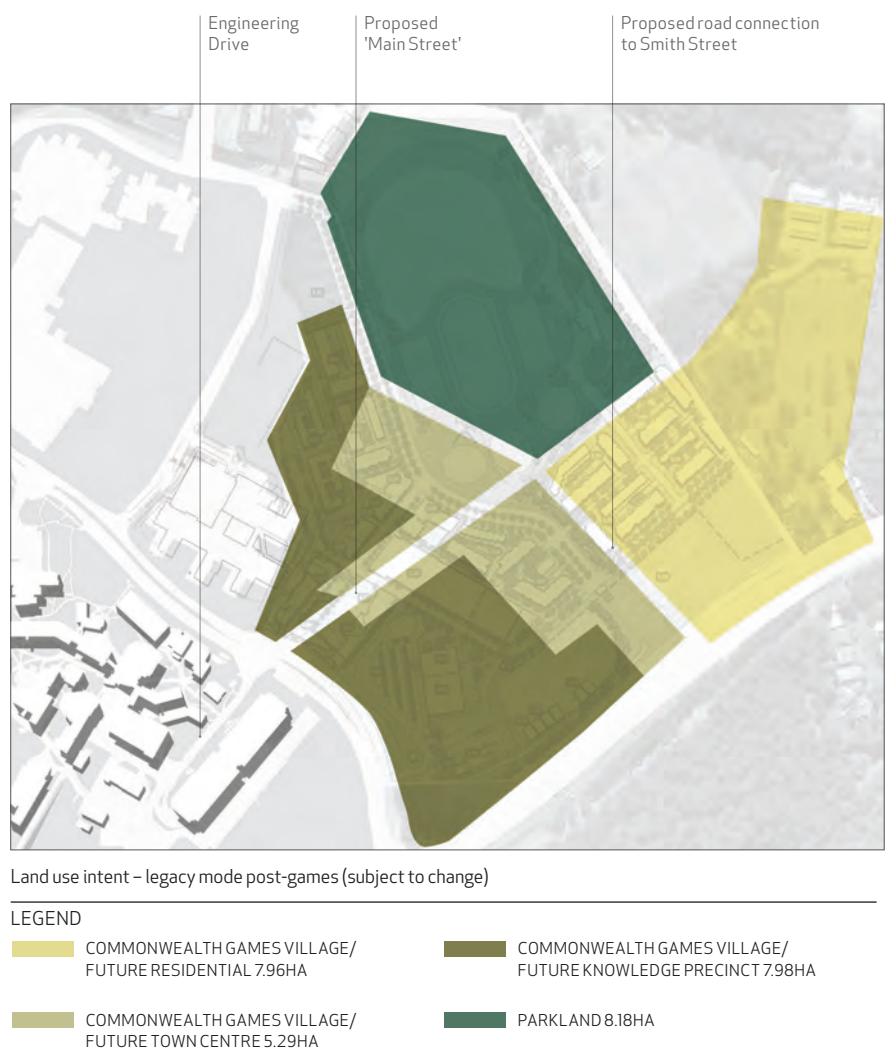 Engineering
Drive
Proposed
'Main Street'
Proposed road connection
to Smith Street
Land use intent – legacy mode post-games (subject to change)
LEGEND
COMMONWEALTH GAMES VILLAGE/
FUTURE RESIDENTIAL 7.96HA
COMMONWEALTH GAMES VILLAGE/
FUTURE KNOWLEDGE PRECINCT 7.98HA
COMMONWEALTH GAMES VILLAGE/
FUTURE TOWN CENTRE 5.29HA
PARKLAND 8.18HA